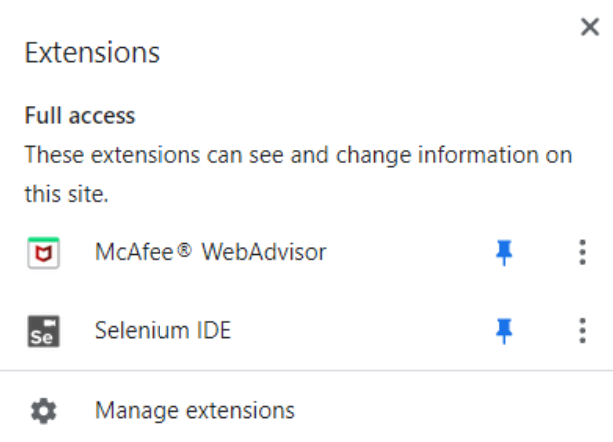 Extensions
Full access
These extensions can see and change information on
this site.
McAfee® WebAdvisor
Se Selenium IDE
Manage extensions